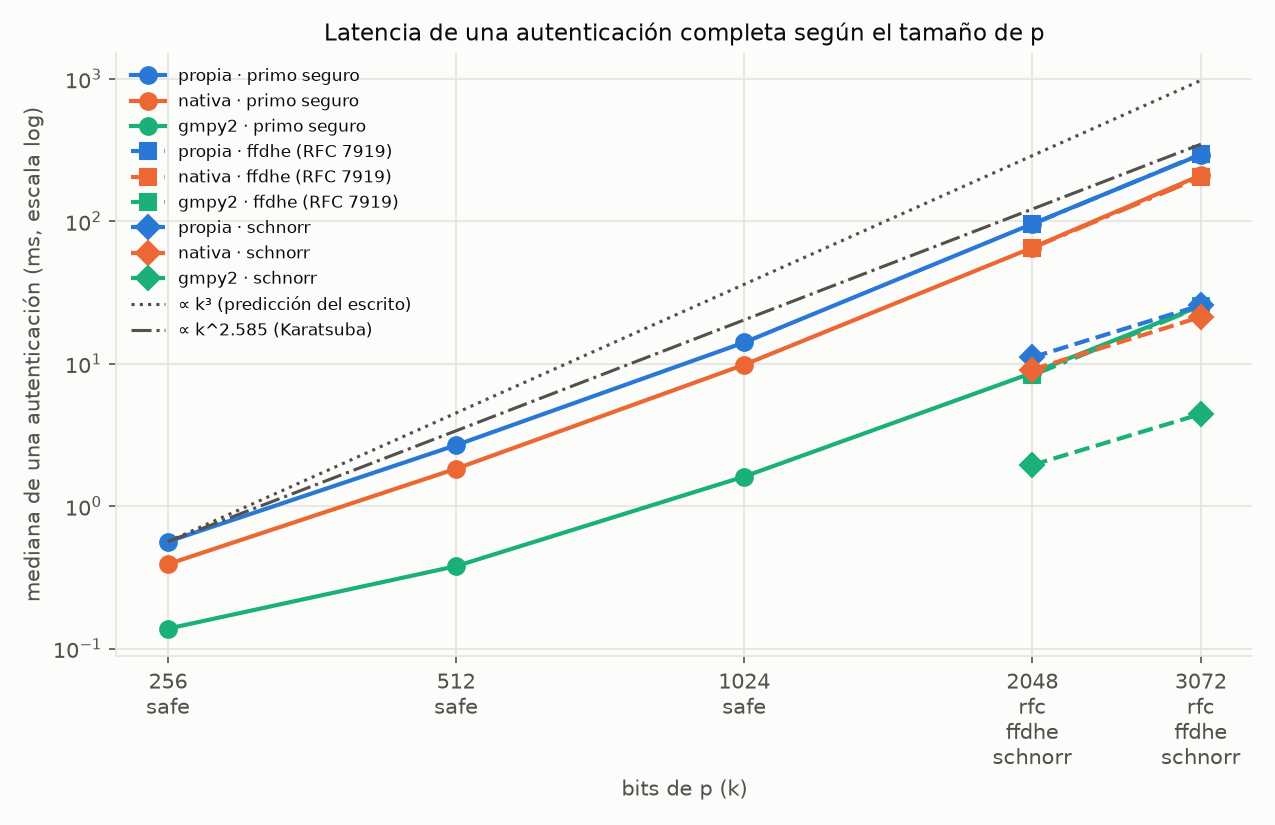 Latencia de una autenticación completa según el tamaño de p
mediana de una autenticación (ms, escala log)
10³
10²
10¹
10⁰
10⁻¹
propia · primo seguro
nativa · primo seguro
gmpy2 · primo seguro
propia · ffdhe (RFC 7919)
nativa · ffdhe (RFC 7919)
gmpy2 · ffdhe (RFC 7919)
propia · schnorr
nativa · schnorr
gmpy2 · schnorr
∝ k³ (predicción del escrito)
∝ k^2.585 (Karatsuba)
256
safe
512
safe
1024
safe
2048
rfc
ffdhe
schnorr
3072
rfc
ffdhe
schnorr
bits de p (k)